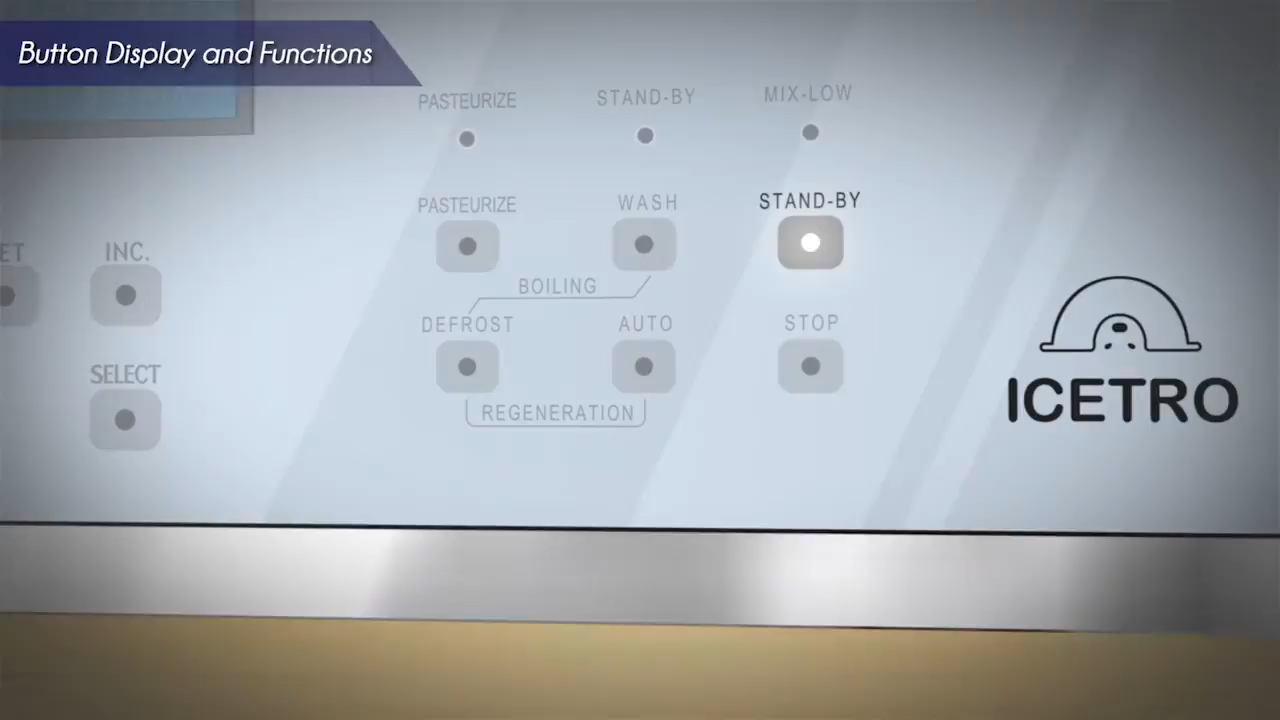 Button Display and Functions
PASTEURIZE
STAND-BY
MIX-LOW
PASTEURIZE
WASH
STAND-BY
ET
INC.
BOILING
DEFROST
AUTO
STOP
SELECT
REGENERATION
ICETRO